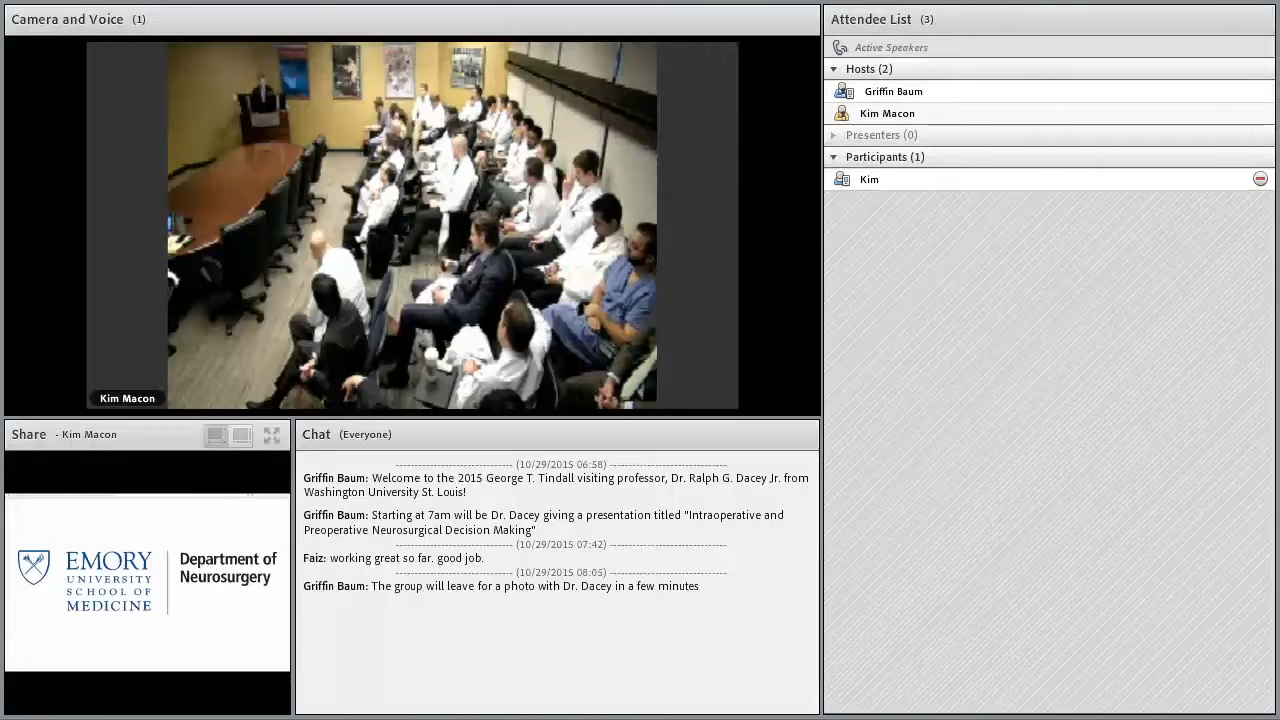 Camera and Voice (1)
Kim Macon
Share - Kim Macon
EMORY
UNIVERSITY
SCHOOL OF
MEDICINE
Department of
Neurosurgery
Chat (Everyone)
(10/29/2015 06:58)
Griffin Baum: Welcome to the 2015 George T. Tindall visiting professor, Dr. Ralph G. Dacey Jr. from
Washington University St. Louis!
Griffin Baum: Starting at 7am will be Dr. Dacey giving a presentation titled "Intraoperative and
Preoperative Neurosurgical Decision Making"
(10/29/2015 07:42)
Faiz: working great so far. good job.
(10/29/2015 08:05)
Griffin Baum: The group will leave for a photo with Dr. Dacey in a few minutes
Attendee List (3)
Active Speakers
Hosts (2)
Griffin Baum
Kim Macon
Presenters (0)
Participants (1)
Kim